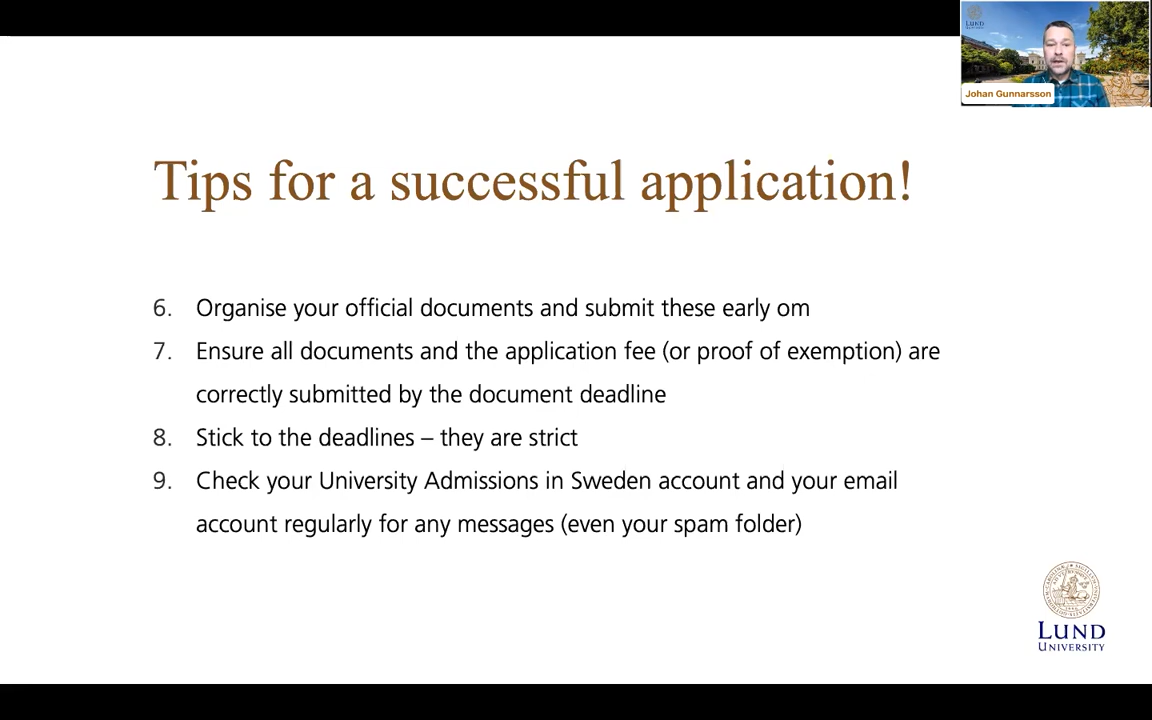 LUND
Johan Gunnarsson
Tips for a successful application!
6. Organise your official documents and submit these early om
7. Ensure all documents and the application fee (or proof of exemption) are
correctly submitted by the document deadline
8. Stick to the deadlines – they are strict
9. Check your University Admissions in Sweden account and your email
account regularly for any messages (even your spam folder)
LUND
UNIVERSITY